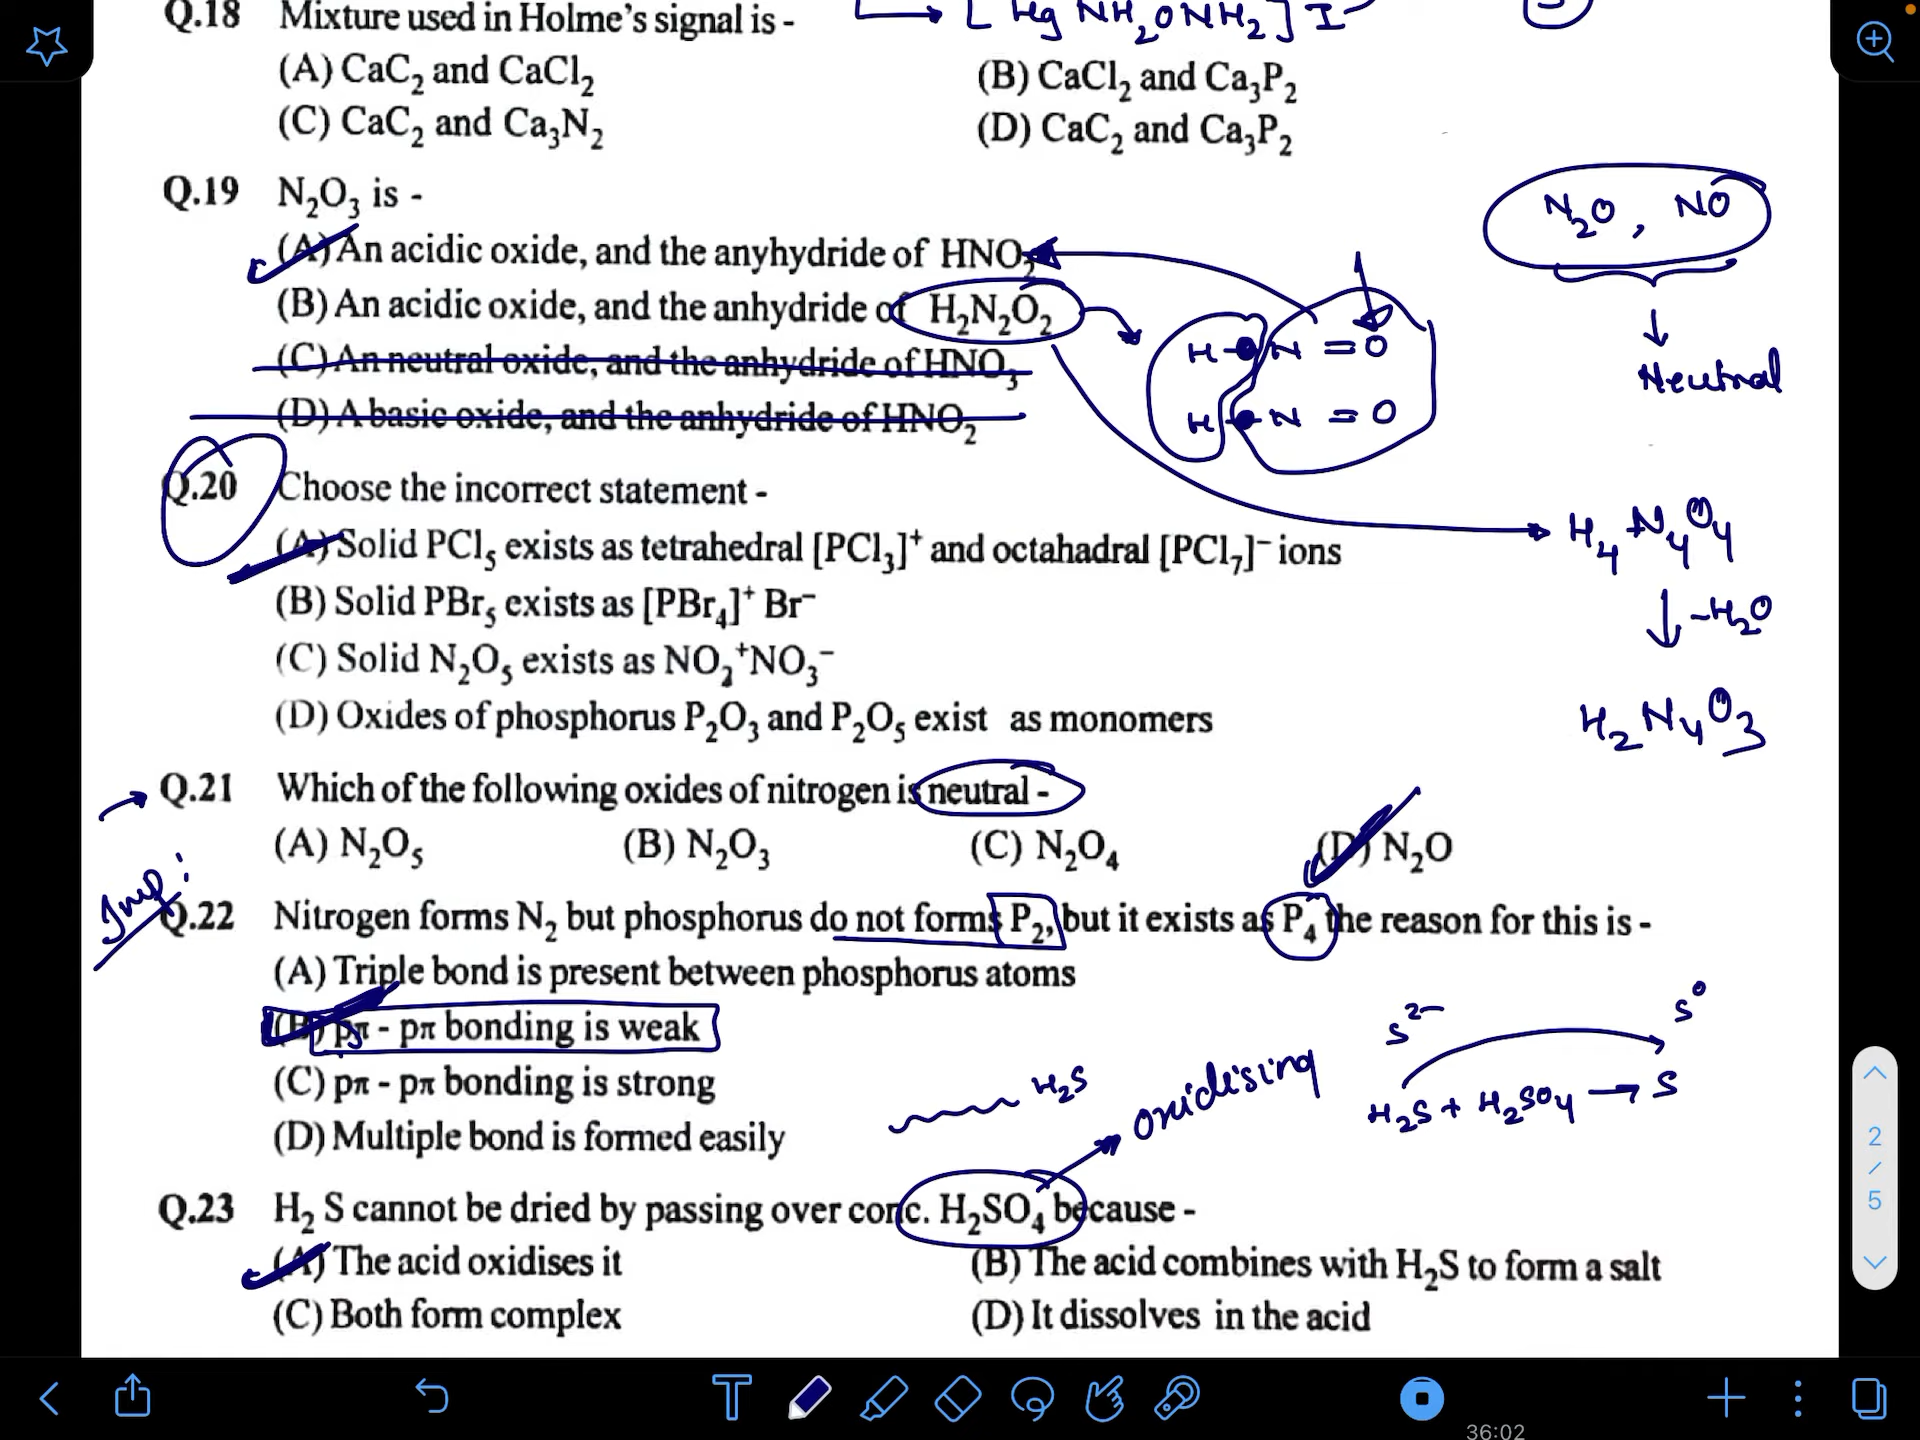 Q.18 Mixture used in Holme's signal is - → [Hg NH₂ONH₂] I⁻
(A) CaC₂ and CaCl₂ (B) CaCl₂ and Ca₃P₂
(C) CaC₂ and Ca₃N₂ (D) CaC₂ and Ca₃P₂
Q.19 N₂O₃ is -
N₂O, NO
↓
Neutral
(A) An acidic oxide, and the anyhydride of HNO₂
(B) An acidic oxide, and the anhydride of H₂N₂O₂
(C) An neutral oxide, and the anhydride of HNO₃
(D) A basic oxide, and the anhydride of HNO₂
H N = O
H N = O
Q.20 Choose the incorrect statement -
(A) Solid PCl₅ exists as tetrahedral [PCl₃]⁺ and octahadral [PCl₇]⁻ ions
(B) Solid PBr₅ exists as [PBr₄]⁺ Br⁻
(C) Solid N₂O₅ exists as NO₂⁺NO₃⁻
(D) Oxides of phosphorus P₂O₃ and P₂O₅ exist as monomers
H₄N₄O₄
↓ -H₂O
H₂N₄O₃
Q.21 Which of the following oxides of nitrogen is neutral -
(A) N₂O₅ (B) N₂O₃ (C) N₂O₄ (D) N₂O
Imp:
Q.22 Nitrogen forms N₂ but phosphorus do not forms P₂, but it exists as P₄ the reason for this is -
(A) Triple bond is present between phosphorus atoms
(B) pπ - pπ bonding is weak
(C) pπ - pπ bonding is strong
(D) Multiple bond is formed easily
H₂S
oxidising
S²⁻ S⁰
H₂S + H₂SO₄ → S
Q.23 H₂ S cannot be dried by passing over conc. H₂SO₄ because -
(A) The acid oxidises it (B) The acid combines with H₂S to form a salt
(C) Both form complex (D) It dissolves in the acid
2
/
5
T
36:02